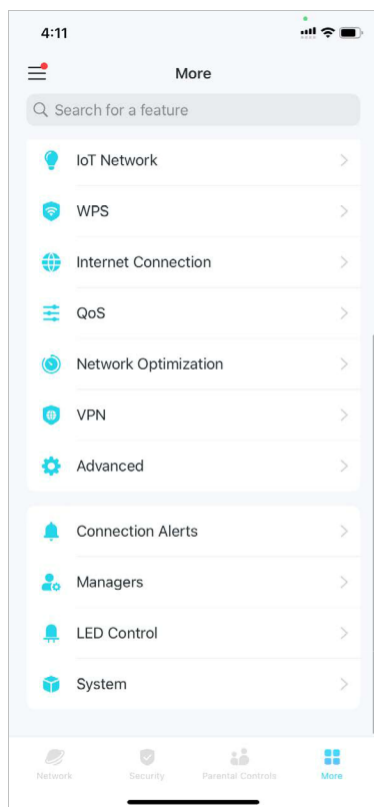 4:11
More
Search for a feature
IoT Network
WPS
Internet Connection
QoS
Network Optimization
VPN
Advanced
Connection Alerts
Managers
LED Control
System
Network Security Parental Controls More